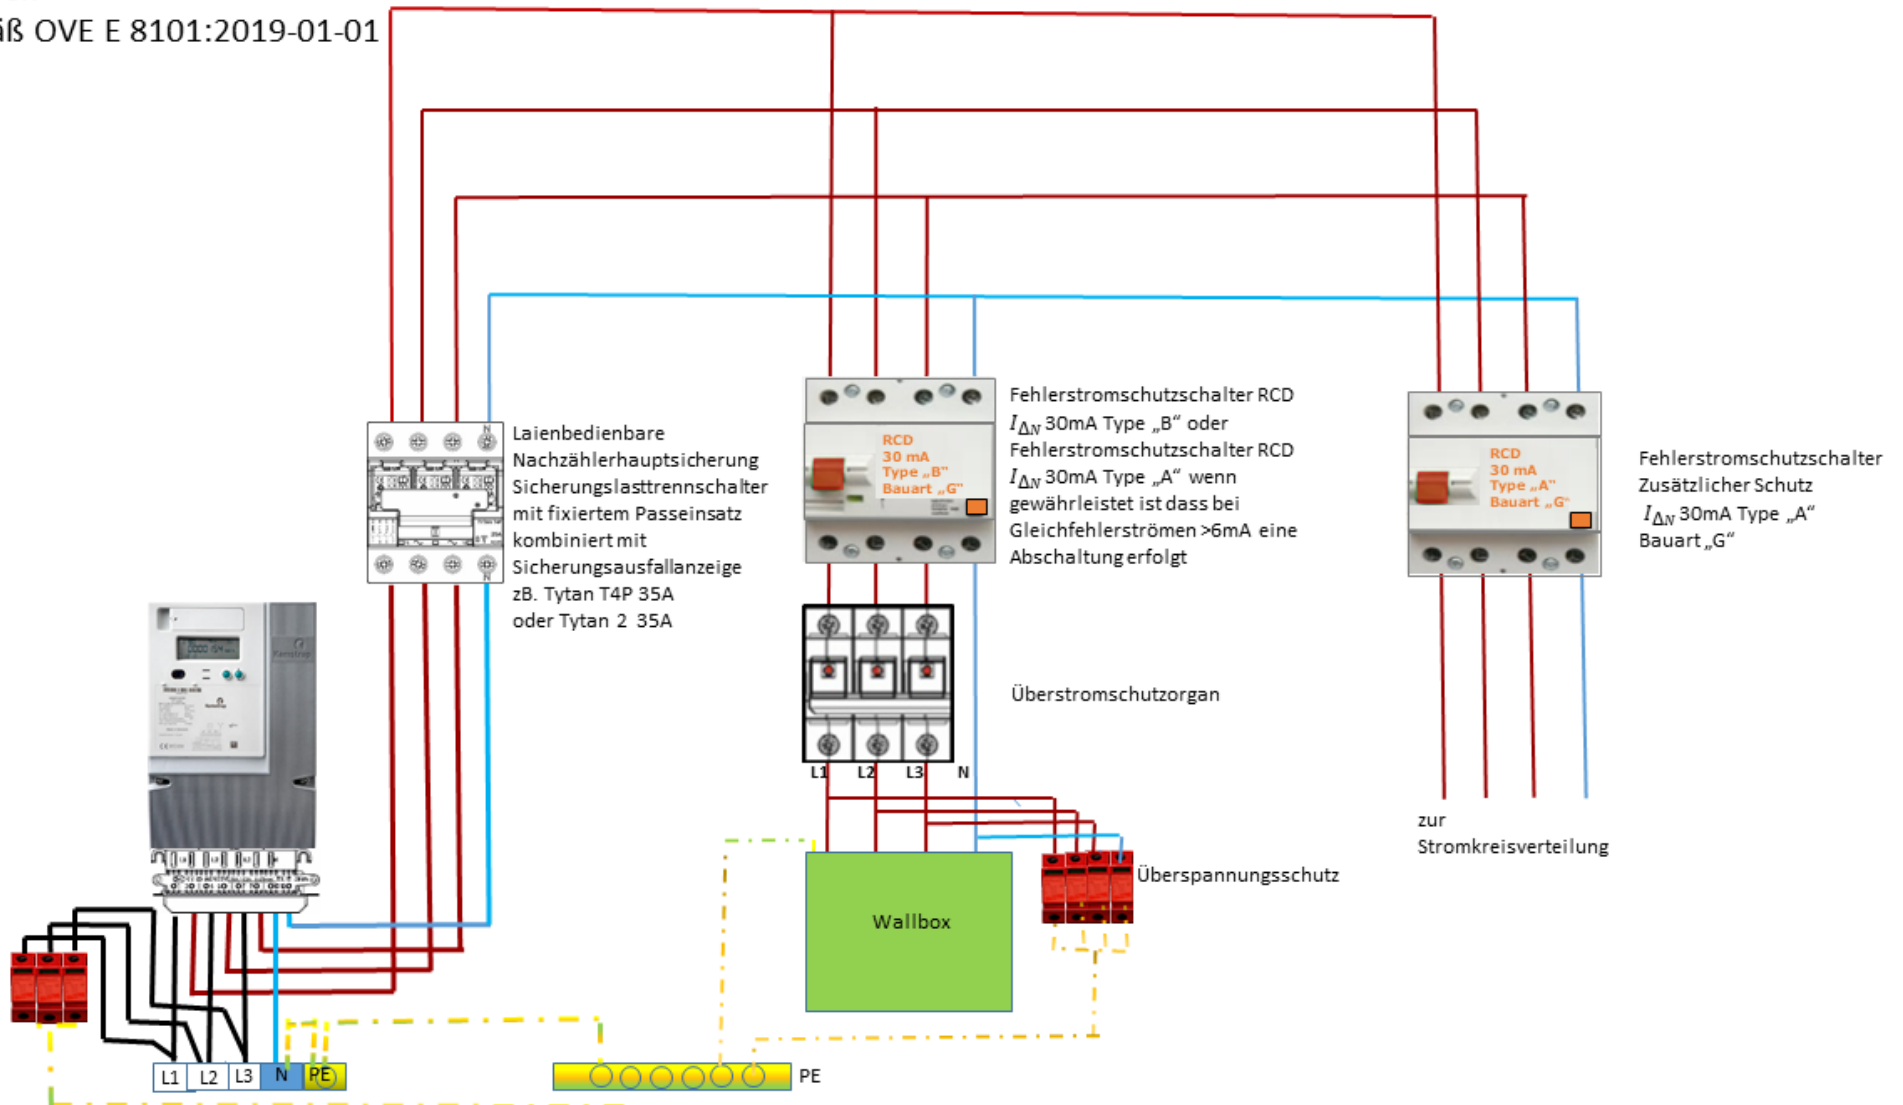 äß OVE E 8101:2019-01-01
N
Laienbedienbare
Nachzählerhauptsicherung
Sicherungslasttrennschalter
mit fixiertem Passeinsatz
kombiniert mit
Sicherungsausfallanzeige
zB. Tytan T4P 35A
oder Tytan 2  35A
N
RCD
30 mA
Type „B"
Bauart „G"
Fehlerstromschutzschalter RCD
IΔN 30mA Type „B“ oder
Fehlerstromschutzschalter RCD
IΔN 30mA Type „A“ wenn
gewährleistet ist dass bei
Gleichfehlerströmen >6mA eine
Abschaltung erfolgt
RCD
30 mA
Type „A"
Bauart „G"
Fehlerstromschutzschalter
Zusätzlicher Schutz
IΔN 30mA Type „A“
Bauart „G“
Kamstrup
Überstromschutzorgan
L1 L2 L3 N
zur
Stromkreisverteilung
Überspannungsschutz
Wallbox
L1 L2 L3 N PE
PE